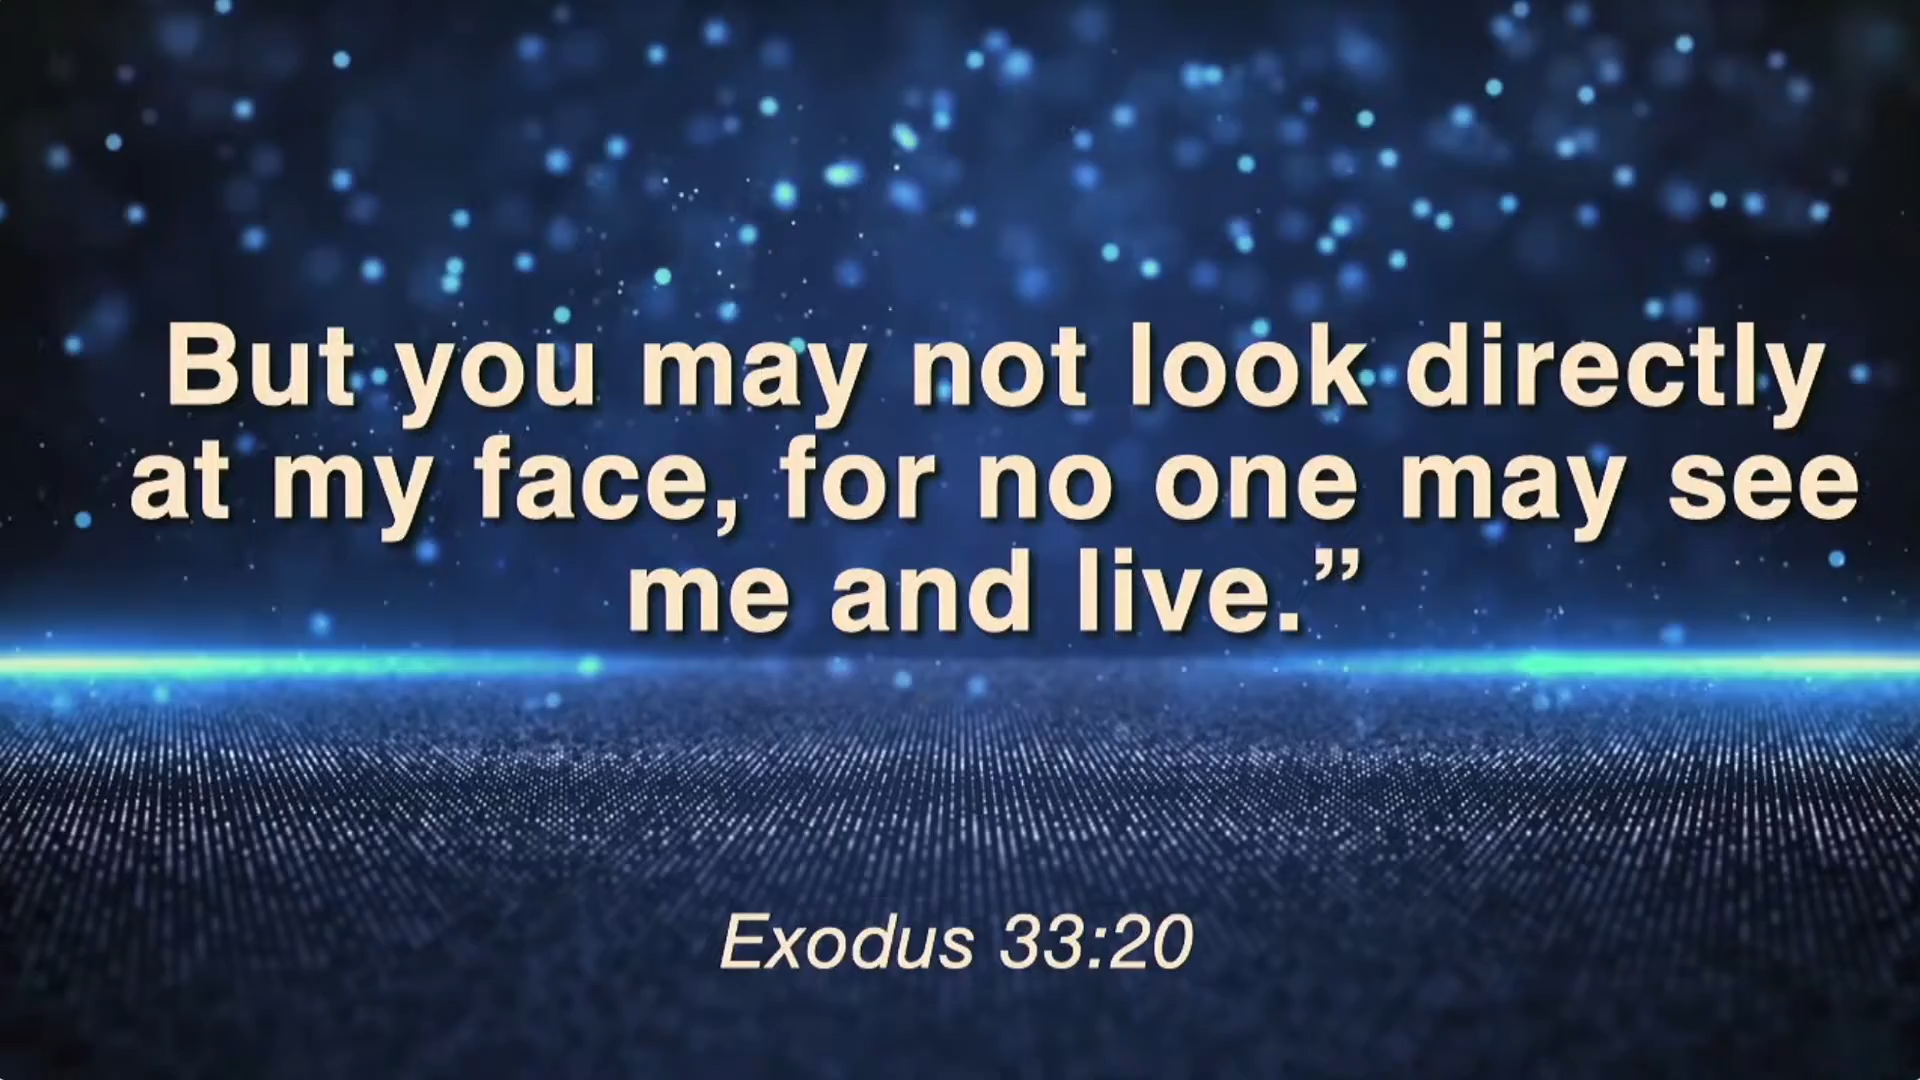 But you may not look directly
at my face, for no one may see
me and live.”
Exodus 33:20